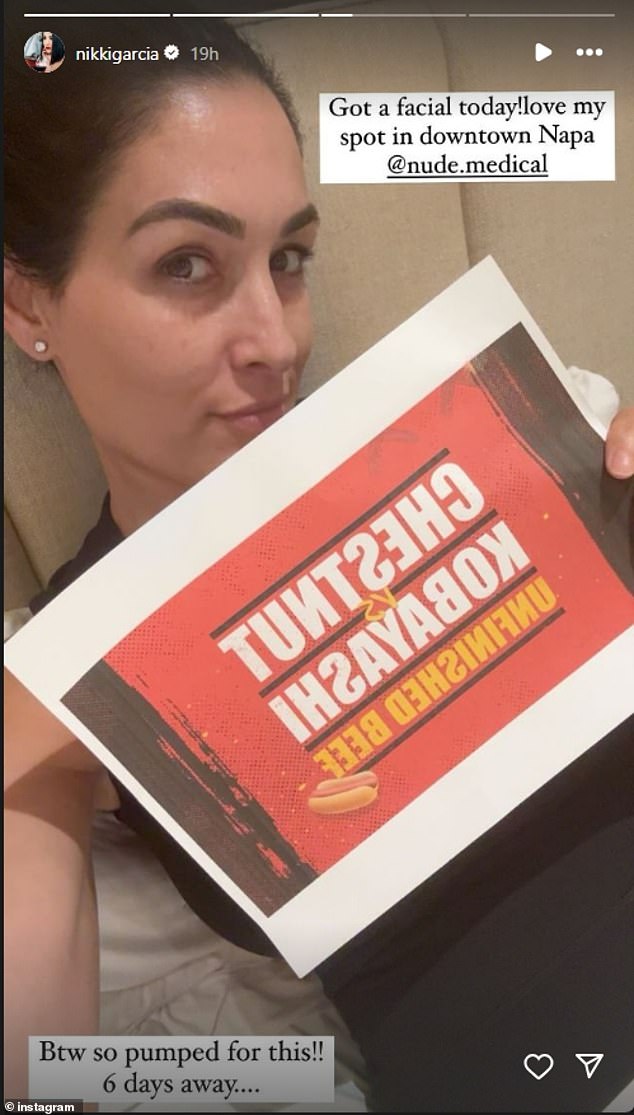 nikkigarcia 19h
Got a facial today!love my
spot in downtown Napa
@nude.medical
CHESTNUT
VS
KOBAYASHI
UNFINISHED BEEF
Btw so pumped for this!!
6 days away....
© instagram